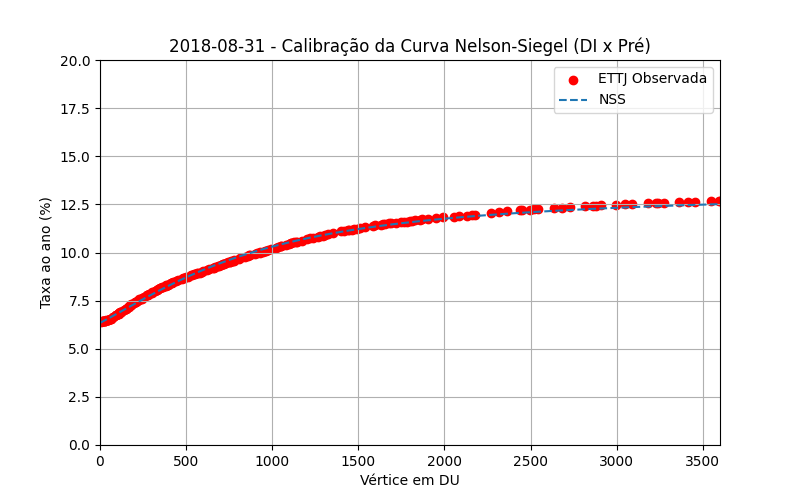 2018-08-31 - Calibração da Curva Nelson-Siegel (DI x Pré)
20.0
17.5
15.0
12.5
10.0
7.5
5.0
2.5
0.0
Taxa ao ano (%)
ETTJ Observada
NSS
0 500 1000 1500 2000 2500 3000 3500
Vértice em DU